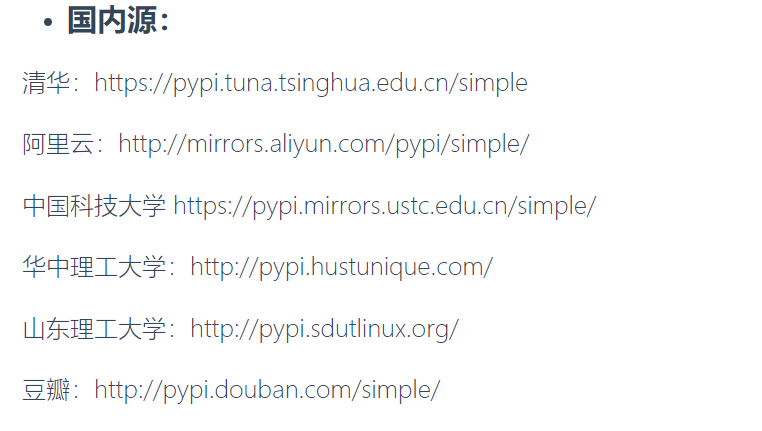 国内源：
清华：https://pypi.tuna.tsinghua.edu.cn/simple
阿里云：http://mirrors.aliyun.com/pypi/simple/
中国科技大学 https://pypi.mirrors.ustc.edu.cn/simple/
华中理工大学：http://pypi.hustunique.com/
山东理工大学：http://pypi.sdutlinux.org/
豆瓣：http://pypi.douban.com/simple/